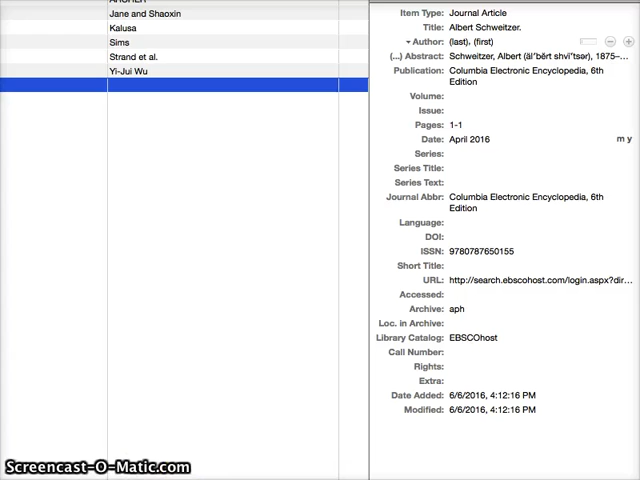 ARCHER
Jane and Shaoxin
Kalusa
Sims
Strand et al.
Yi-Jui Wu
Item Type: Journal Article
Title: Albert Schweitzer.
Author: (last), (first)
(...) Abstract: Schweitzer, Albert (äl'bĕrt shvī'tsər), 1875–...
Publication: Columbia Electronic Encyclopedia, 6th
Edition
Volume:
Issue:
Pages: 1-1
Date: April 2016 m y
Series:
Series Title:
Series Text:
Journal Abbr: Columbia Electronic Encyclopedia, 6th
Edition
Language:
DOI:
ISSN: 9780787650155
Short Title:
URL: http://search.ebscohost.com/login.aspx?dir...
Accessed:
Archive: aph
Loc. in Archive:
Library Catalog: EBSCOhost
Call Number:
Rights:
Extra:
Date Added: 6/6/2016, 4:12:16 PM
Modified: 6/6/2016, 4:12:16 PM
Screencast-O-Matic.com